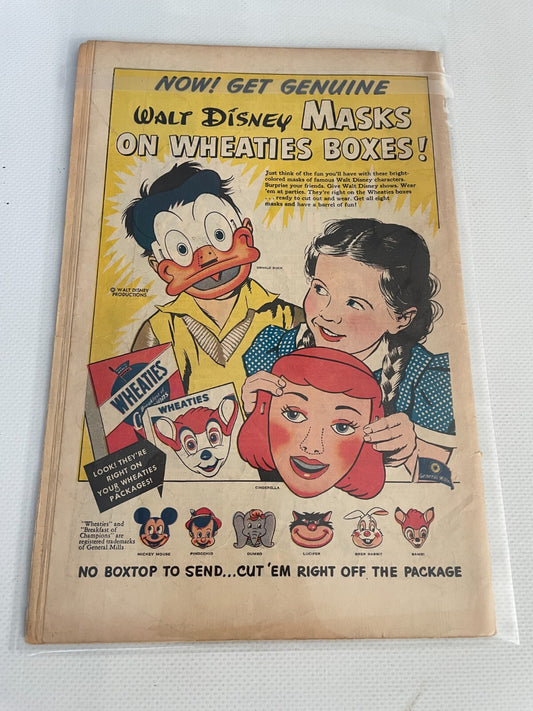 NOW! GET GENUINE
WALT DISNEY MASKS
ON WHEATIES BOXES!
Just think of the fun you'll have with these bright-
colored masks of famous Walt Disney characters.
Surprise your friends. Give Walt Disney shows. Wear
'em at parties. They're right on the Wheaties boxes
... ready to cut out and wear. Get all eight
masks and have a barrel of fun!
DONALD DUCK
© WALT DISNEY
PRODUCTIONS
WHEATIES
WHEATIES
LOOK! THEY'RE
RIGHT ON
YOUR WHEATIES
PACKAGES!
CINDERELLA
"Wheaties" and
"Breakfast of
Champions" are
registered trademarks
of General Mills
MICKEY MOUSE
PINOCCHIO
DUMBO
LUCIFER
BRER RABBIT
BAMBI
NO BOXTOP TO SEND...CUT 'EM RIGHT OFF THE PACKAGE